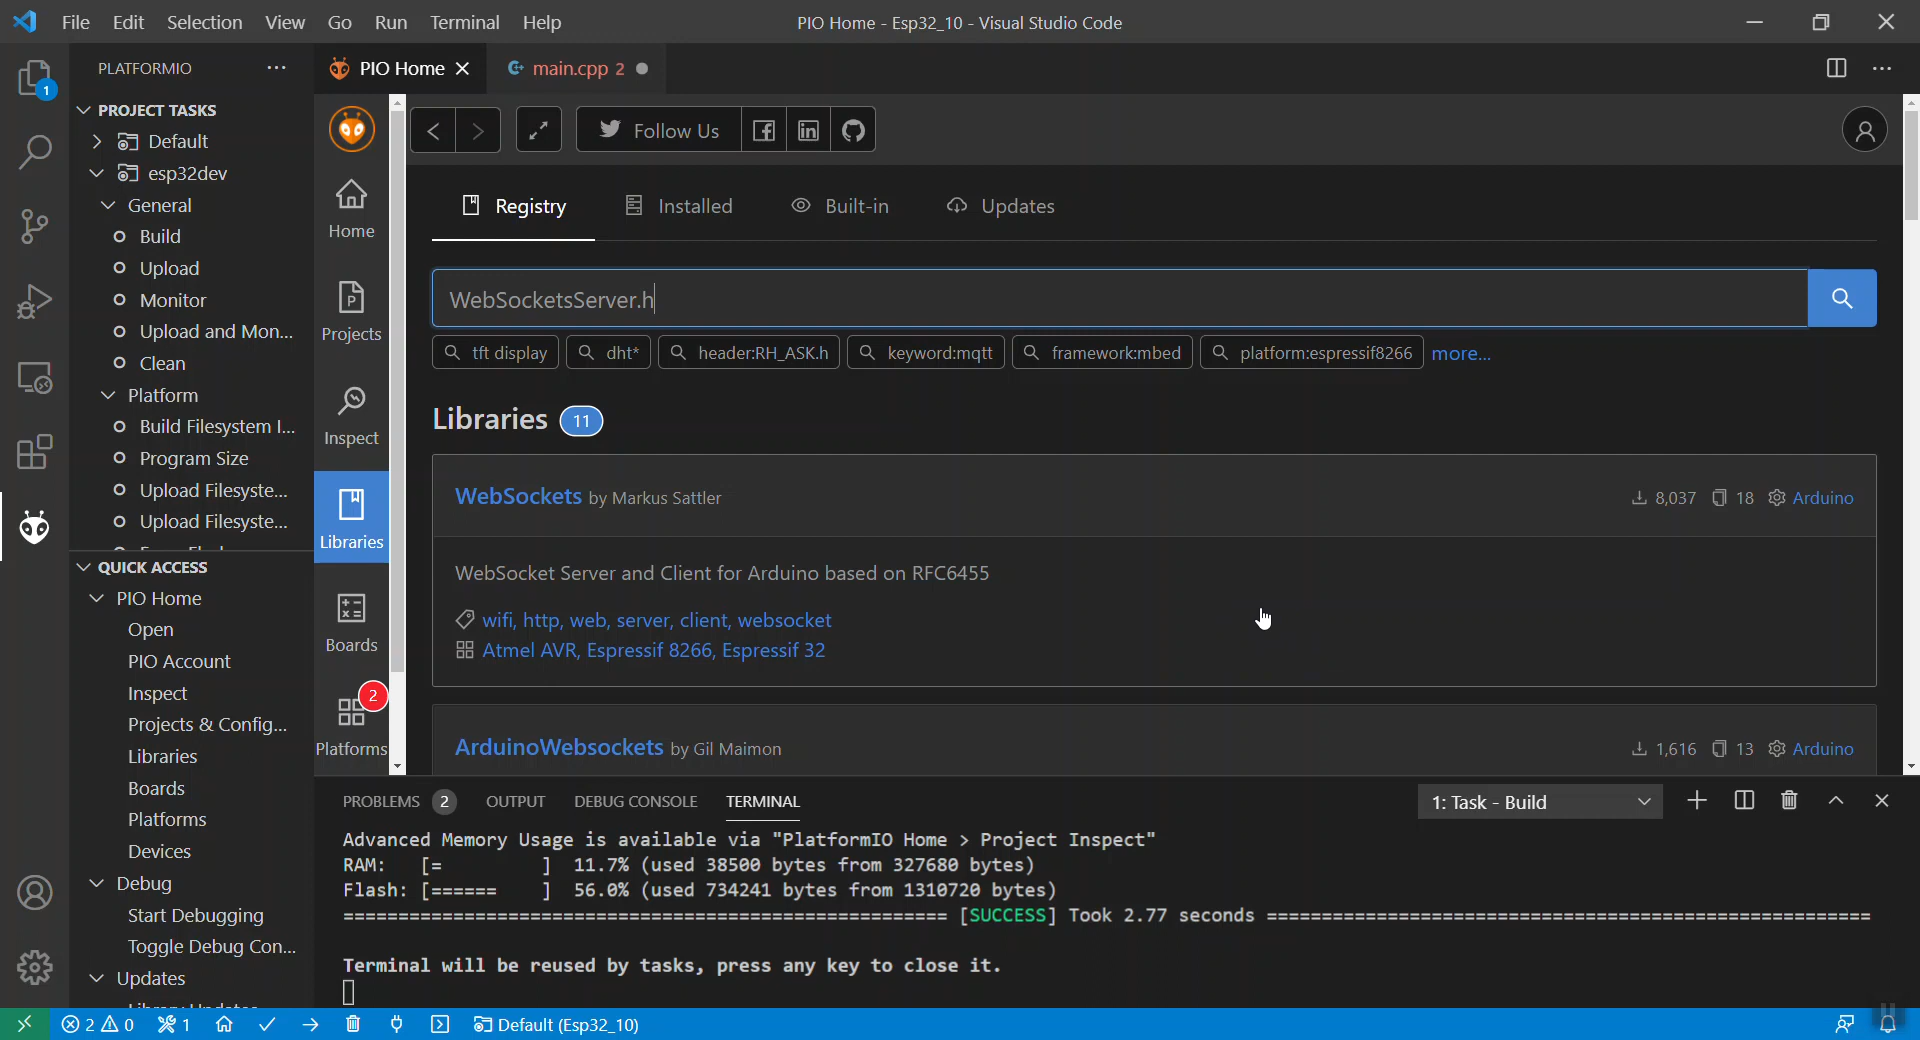 File Edit Selection View Go Run Terminal Help
PIO Home - Esp32_10 - Visual Studio Code
PLATFORMIO
PIO Home
main.cpp 2
1
PROJECT TASKS
Default
esp32dev
General
Build
Upload
Monitor
Upload and Mon...
Clean
Platform
Build Filesystem I...
Program Size
Upload Filesyste...
Upload Filesyste...
QUICK ACCESS
PIO Home
Open
PIO Account
Inspect
Projects & Config...
Libraries
Boards
Platforms
Devices
Debug
Start Debugging
Toggle Debug Con...
Updates
Home
Projects
Inspect
Libraries
Boards
2
Platforms
Follow Us
Registry Installed Built-in Updates
WebSocketsServer.h
tft display dht* header:RH_ASK.h keyword:mqtt framework:mbed platform:espressif8266 more...
Libraries 11
WebSockets by Markus Sattler 8,037 18 Arduino
WebSocket Server and Client for Arduino based on RFC6455
wifi, http, web, server, client, websocket
Atmel AVR, Espressif 8266, Espressif 32
ArduinoWebsockets by Gil Maimon 1,616 13 Arduino
PROBLEMS 2 OUTPUT DEBUG CONSOLE TERMINAL 1: Task - Build
Advanced Memory Usage is available via "PlatformIO Home > Project Inspect"
RAM: [= ] 11.7% (used 38500 bytes from 327680 bytes)
Flash: [====== ] 56.0% (used 734241 bytes from 1310720 bytes)
======================================================= [SUCCESS] Took 2.77 seconds =======================================================
Terminal will be reused by tasks, press any key to close it.
2 0 1 Default (Esp32_10)